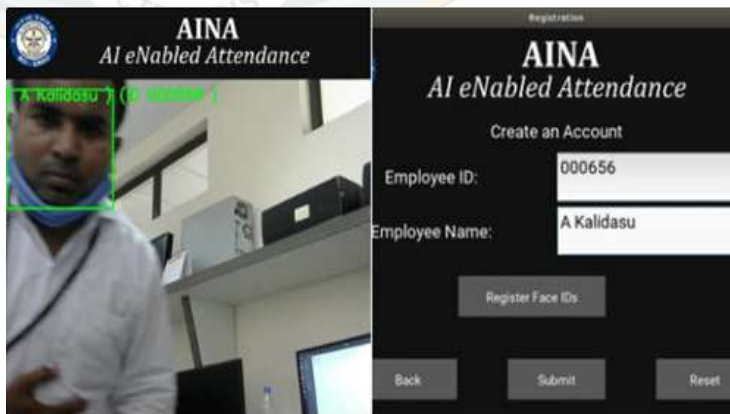 AINA
AI eNabled Attendance
A Kalidasu
Registration
AINA
AI eNabled Attendance
Create an Account
Employee ID:
000656
Employee Name:
A Kalidasu
Register Face IDs
Back
Submit
Reset